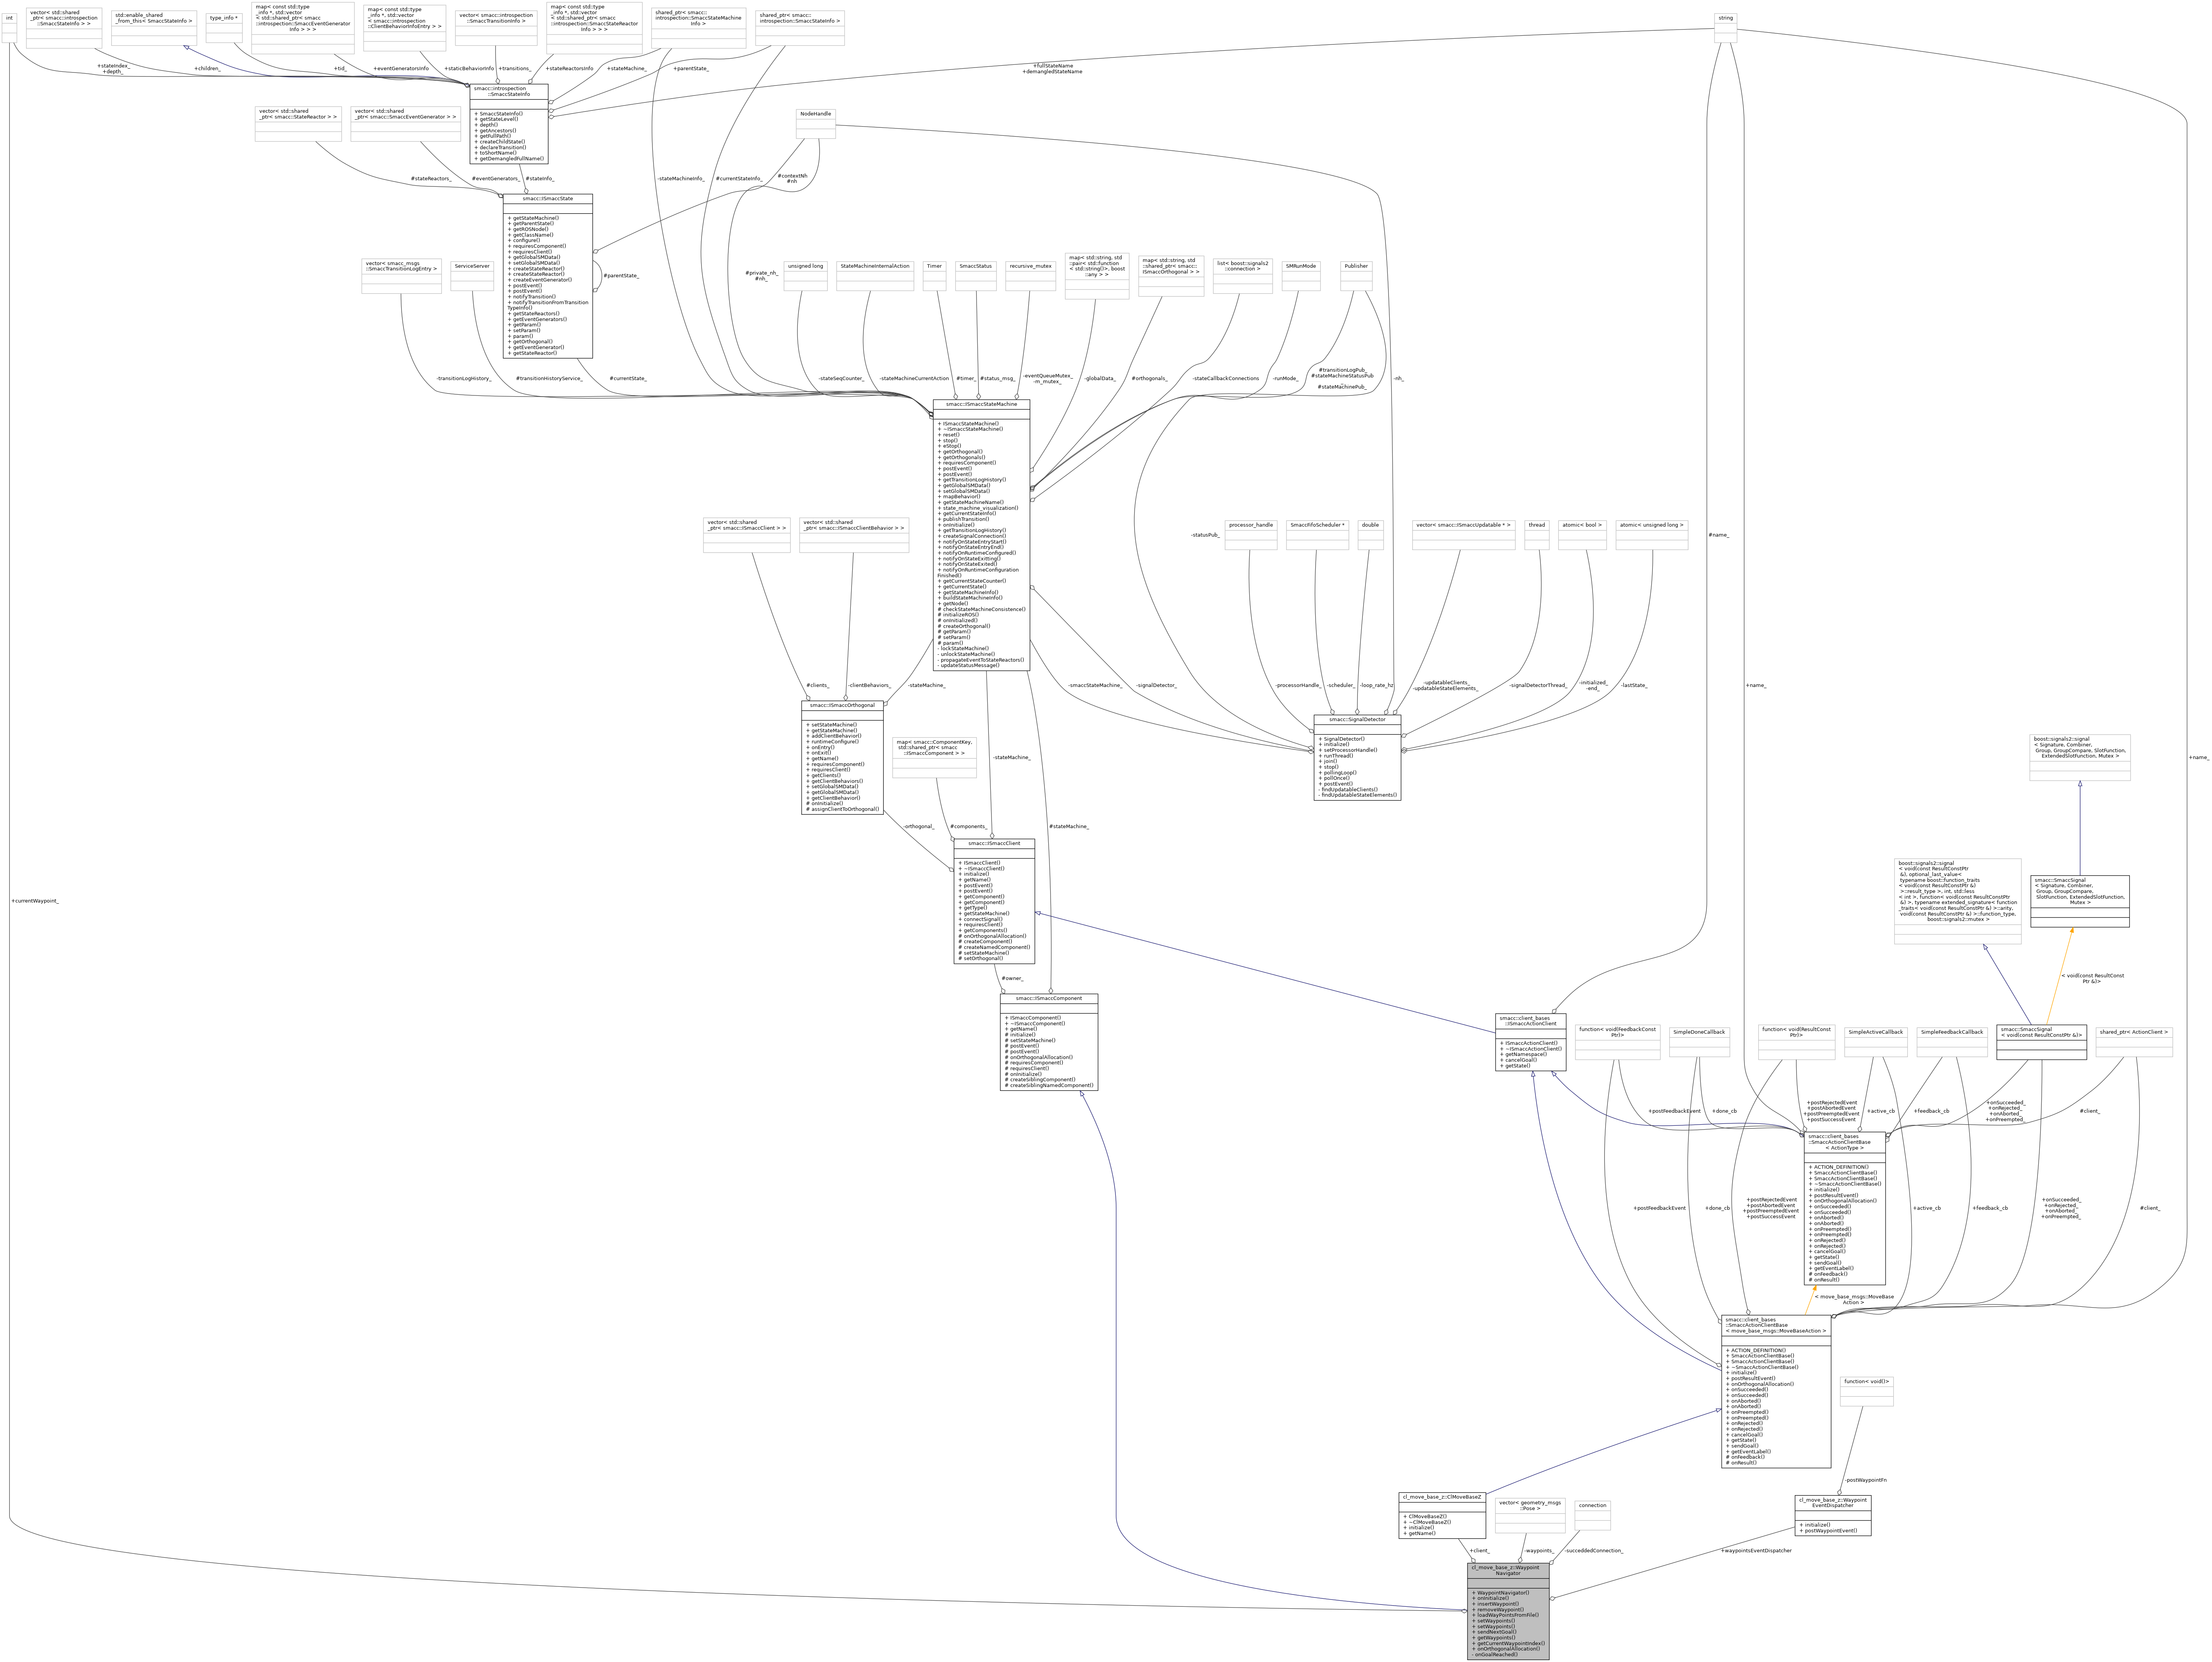 int
vector< std::shared
_ptr< smacc::introspection
::SmaccStateInfo > >
std::enable_shared
_from_this< SmaccStateInfo >
type_info *
map< const std::type
_info *, std::vector
< std::shared_ptr< smacc
::introspection::SmaccEventGenerator
Info > > >
map< const std::type
_info *, std::vector
< smacc::introspection
::ClientBehaviorInfoEntry > >
vector< smacc::introspection
::SmaccTransitionInfo >
map< const std::type
_info *, std::vector
< std::shared_ptr< smacc
::introspection::SmaccStateReactor
Info > > >
shared_ptr< smacc::
introspection::SmaccStateMachine
Info >
shared_ptr< smacc::
introspection::SmaccStateInfo >
string
+stateIndex_
+depth_
+children_
+tid_
+eventGeneratorsInfo
+staticBehaviorInfo
+transitions_
+stateReactorsInfo
+stateMachine_
+parentState_
+fullStateName
+demangledStateName
smacc::introspection
::SmaccStateInfo
+ SmaccStateInfo()
+ getStateLevel()
+ depth()
+ getAncestors()
+ getFullPath()
+ createChildState()
+ declareTransition()
+ toShortName()
+ getDemangledFullName()
vector< std::shared
_ptr< smacc::StateReactor > >
vector< std::shared
_ptr< smacc::SmaccEventGenerator > >
NodeHandle
#stateReactors_
#eventGenerators_
#stateInfo_
-stateMachineInfo_
#currentStateInfo_
#contextNh
#nh
smacc::ISmaccState
+ getStateMachine()
+ getParentState()
+ getROSNode()
+ getClassName()
+ configure()
+ requiresComponent()
+ requiresClient()
+ getGlobalSMData()
+ setGlobalSMData()
+ createStateReactor()
+ createStateReactor()
+ createEventGenerator()
+ postEvent()
+ postEvent()
+ notifyTransition()
+ notifyTransitionFromTransition
TypeInfo()
+ getStateReactors()
+ getEventGenerators()
+ getParam()
+ setParam()
+ param()
+ getOrthogonal()
+ getEventGenerator()
+ getStateReactor()
#parentState_
vector< smacc_msgs
::SmaccTransitionLogEntry >
ServiceServer
#private_nh_
#nh_
unsigned long
StateMachineInternalAction
Timer
SmaccStatus
recursive_mutex
map< std::string, std
::pair< std::function
< std::string()>, boost
::any > >
map< std::string, std
::shared_ptr< smacc::
ISmaccOrthogonal > >
list< boost::signals2
::connection >
SMRunMode
Publisher
-transitionLogHistory_
#transitionHistoryService_
#currentState_
-stateSeqCounter_
-stateMachineCurrentAction
#timer_
#status_msg_
-eventQueueMutex_
-m_mutex_
-globalData_
#orthogonals_
-stateCallbackConnections
-runMode_
#transitionLogPub_
#stateMachineStatusPub
_
#stateMachinePub_
-nh_
smacc::ISmaccStateMachine
+ ISmaccStateMachine()
+ ~ISmaccStateMachine()
+ reset()
+ stop()
+ eStop()
+ getOrthogonal()
+ getOrthogonals()
+ requiresComponent()
+ postEvent()
+ postEvent()
+ getTransitionLogHistory()
+ getGlobalSMData()
+ setGlobalSMData()
+ mapBehavior()
+ getStateMachineName()
+ state_machine_visualization()
+ getCurrentStateInfo()
+ publishTransition()
+ onInitialize()
+ getTransitionLogHistory()
+ createSignalConnection()
+ notifyOnStateEntryStart()
+ notifyOnStateEntryEnd()
+ notifyOnRuntimeConfigured()
+ notifyOnStateExitting()
+ notifyOnStateExited()
+ notifyOnRuntimeConfiguration
Finished()
+ getCurrentStateCounter()
+ getCurrentState()
+ getStateMachineInfo()
+ buildStateMachineInfo()
+ getNode()
# checkStateMachineConsistence()
# initializeROS()
# onInitialized()
# createOrthogonal()
# getParam()
# setParam()
# param()
- lockStateMachine()
- unlockStateMachine()
- propagateEventToStateReactors()
- updateStatusMessage()
vector< std::shared
_ptr< smacc::ISmaccClient > >
vector< std::shared
_ptr< smacc::ISmaccClientBehavior > >
processor_handle
SmaccFifoScheduler *
double
vector< smacc::ISmaccUpdatable * >
thread
atomic< bool >
atomic< unsigned long >
-statusPub_
#name_
#clients_
-clientBehaviors_
-stateMachine_
-smaccStateMachine_
-signalDetector_
-processorHandle_
-scheduler_
-loop_rate_hz
-updatableClients_
-updatableStateElements_
-signalDetectorThread_
-initialized_
-end_
-lastState_
+name_
smacc::ISmaccOrthogonal
+ setStateMachine()
+ getStateMachine()
+ addClientBehavior()
+ runtimeConfigure()
+ onEntry()
+ onExit()
+ getName()
+ requiresComponent()
+ requiresClient()
+ getClients()
+ getClientBehaviors()
+ setGlobalSMData()
+ getGlobalSMData()
+ getClientBehavior()
# onInitialize()
# assignClientToOrthogonal()
map< smacc::ComponentKey,
std::shared_ptr< smacc
::ISmaccComponent > >
-stateMachine_
smacc::SignalDetector
+ SignalDetector()
+ initialize()
+ setProcessorHandle()
+ runThread()
+ join()
+ stop()
+ pollingLoop()
+ pollOnce()
+ postEvent()
- findUpdatableClients()
- findUpdatableStateElements()
boost::signals2::signal
< Signature, Combiner,
Group, GroupCompare, SlotFunction,
ExtendedSlotFunction, Mutex >
+name_
-orthogonal_
#components_
#stateMachine_
smacc::ISmaccClient
+ ISmaccClient()
+ ~ISmaccClient()
+ initialize()
+ getName()
+ postEvent()
+ postEvent()
+ getComponent()
+ getComponent()
+ getType()
+ getStateMachine()
+ connectSignal()
+ requiresClient()
+ getComponents()
# onOrthogonalAllocation()
# createComponent()
# createNamedComponent()
# setStateMachine()
# setOrthogonal()
boost::signals2::signal
< void(const ResultConstPtr
&), optional_last_value<
typename boost::function_traits
< void(const ResultConstPtr &)
>::result_type >, int, std::less
< int >, function< void(const ResultConstPtr
&) >, typename extended_signature< function
_traits< void(const ResultConstPtr &) >::arity,
void(const ResultConstPtr &) >::function_type,
boost::signals2::mutex >
smacc::SmaccSignal
< Signature, Combiner,
Group, GroupCompare,
SlotFunction, ExtendedSlotFunction,
Mutex >
+currentWaypoint_
#owner_
< void(const ResultConst
Ptr &)>
smacc::ISmaccComponent
+ ISmaccComponent()
+ ~ISmaccComponent()
+ getName()
# initialize()
# setStateMachine()
# postEvent()
# postEvent()
# onOrthogonalAllocation()
# requiresComponent()
# requiresClient()
# onInitialize()
# createSiblingComponent()
# createSiblingNamedComponent()
smacc::client_bases
::ISmaccActionClient
+ ISmaccActionClient()
+ ~ISmaccActionClient()
+ getNamespace()
+ cancelGoal()
+ getState()
function< void(FeedbackConst
Ptr)>
SimpleDoneCallback
function< void(ResultConst
Ptr)>
SimpleActiveCallback
SimpleFeedbackCallback
smacc::SmaccSignal
< void(const ResultConstPtr &)>
shared_ptr< ActionClient >
+postFeedbackEvent
+done_cb
+postRejectedEvent
+postAbortedEvent
+postPreemptedEvent
+postSuccessEvent
+active_cb
+feedback_cb
+onSucceeded_
+onRejected_
+onAborted_
+onPreempted_
#client_
smacc::client_bases
::SmaccActionClientBase
< ActionType >
+ ACTION_DEFINITION()
+ SmaccActionClientBase()
+ SmaccActionClientBase()
+ ~SmaccActionClientBase()
+ initialize()
+ postResultEvent()
+ onOrthogonalAllocation()
+ onSucceeded()
+ onSucceeded()
+ onAborted()
+ onAborted()
+ onPreempted()
+ onPreempted()
+ onRejected()
+ onRejected()
+ cancelGoal()
+ getState()
+ sendGoal()
+ getEventLabel()
# onFeedback()
# onResult()
+postFeedbackEvent
+done_cb
+postRejectedEvent
+postAbortedEvent
+postPreemptedEvent
+postSuccessEvent
+active_cb
+feedback_cb
+onSucceeded_
+onRejected_
+onAborted_
+onPreempted_
#client_
< move_base_msgs::MoveBase
Action >
smacc::client_bases
::SmaccActionClientBase
< move_base_msgs::MoveBaseAction >
+ ACTION_DEFINITION()
+ SmaccActionClientBase()
+ SmaccActionClientBase()
+ ~SmaccActionClientBase()
+ initialize()
+ postResultEvent()
+ onOrthogonalAllocation()
+ onSucceeded()
+ onSucceeded()
+ onAborted()
+ onAborted()
+ onPreempted()
+ onPreempted()
+ onRejected()
+ onRejected()
+ cancelGoal()
+ getState()
+ sendGoal()
+ getEventLabel()
# onFeedback()
# onResult()
function< void()>
-postWaypointFn
cl_move_base_z::ClMoveBaseZ
+ ClMoveBaseZ()
+ ~ClMoveBaseZ()
+ initialize()
+ getName()
vector< geometry_msgs
::Pose >
connection
cl_move_base_z::Waypoint
EventDispatcher
+ initialize()
+ postWaypointEvent()
+client_
-waypoints_
-succeddedConnection_
+waypointsEventDispatcher
cl_move_base_z::Waypoint
Navigator
+ WaypointNavigator()
+ onInitialize()
+ insertWaypoint()
+ removeWaypoint()
+ loadWayPointsFromFile()
+ setWaypoints()
+ setWaypoints()
+ sendNextGoal()
+ getWaypoints()
+ getCurrentWaypointIndex()
+ onOrthogonalAllocation()
- onGoalReached()